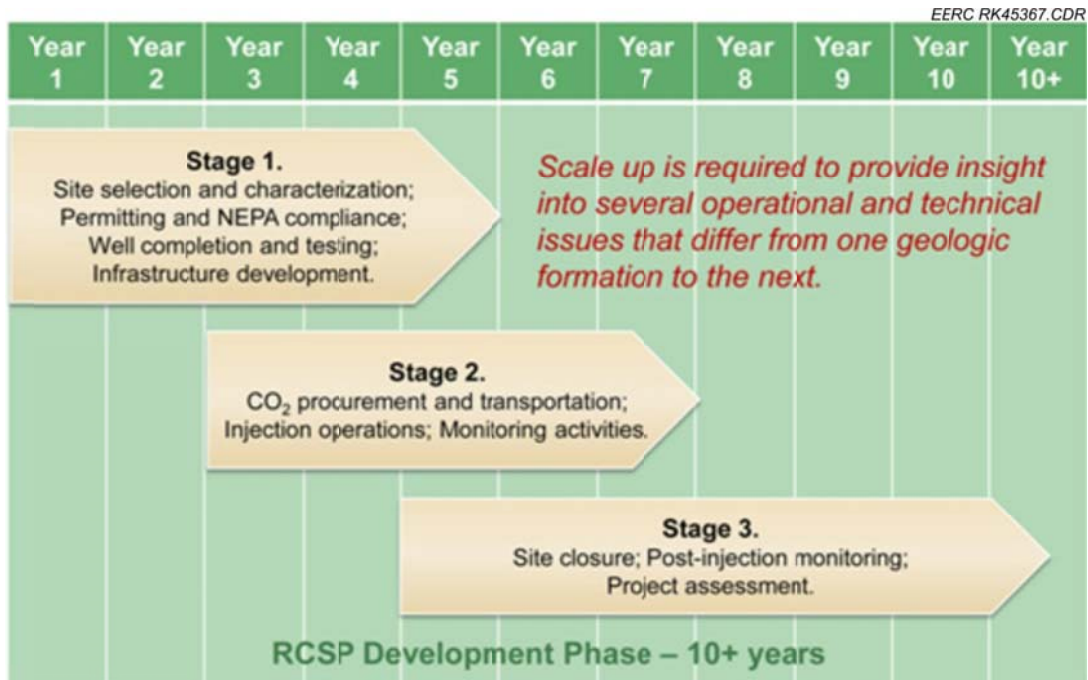 EERC RK45367.CDR
Year 1
Year 2
Year 3
Year 4
Year 5
Year 6
Year 7
Year 8
Year 9
Year 10
Year 10+
Stage 1.
Site selection and characterization;
Permitting and NEPA compliance;
Well completion and testing;
Infrastructure development.
Scale up is required to provide insight
into several operational and technical
issues that differ from one geologic
formation to the next.
Stage 2.
CO₂ procurement and transportation;
Injection operations; Monitoring activities.
Stage 3.
Site closure; Post-injection monitoring;
Project assessment.
RCSP Development Phase – 10+ years